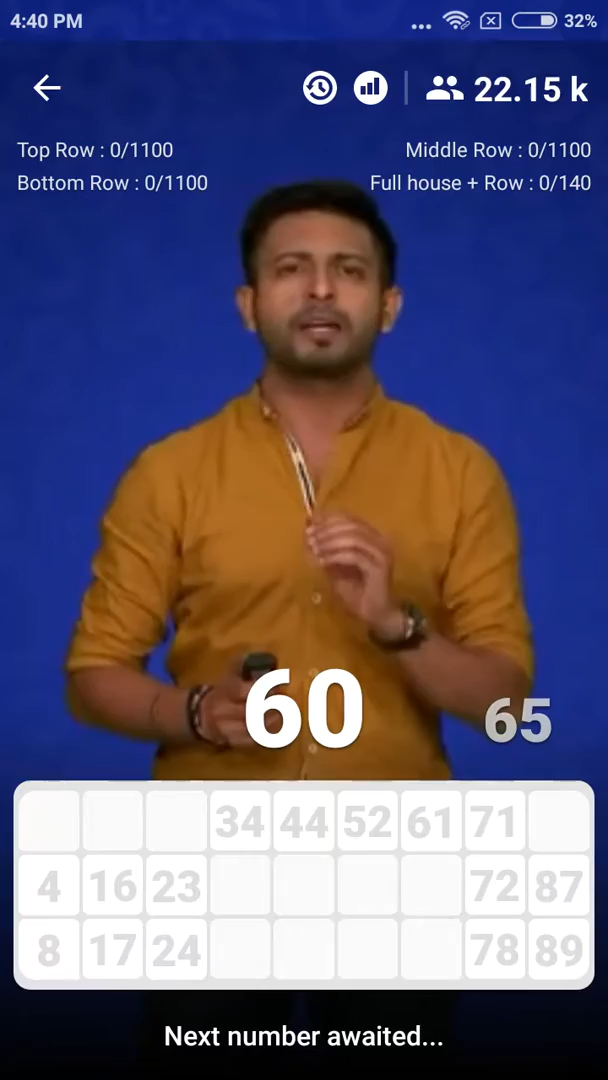 4:40 PM ... 32%
22.15 k
Top Row : 0/1100 Middle Row : 0/1100
Bottom Row : 0/1100 Full house + Row : 0/140
60 65
34 44 52 61 71
4 16 23 72 87
8 17 24 78 89
Next number awaited...